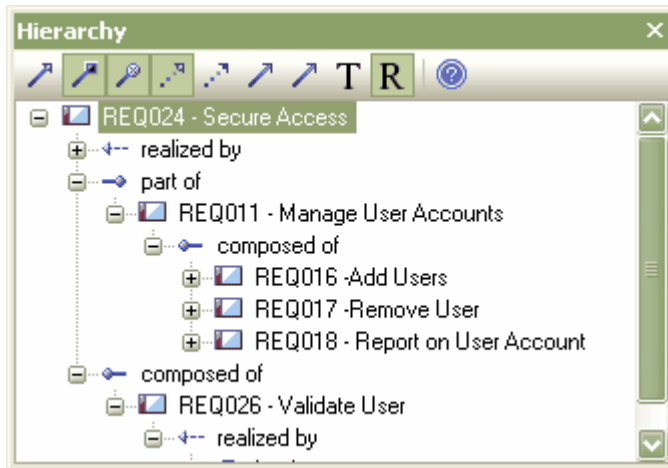 Hierarchy
T R ?
REQ024 - Secure Access
realized by
part of
REQ011 - Manage User Accounts
composed of
REQ016 -Add Users
REQ017 -Remove User
REQ018 - Report on User Account
composed of
REQ026 - Validate User
realized by